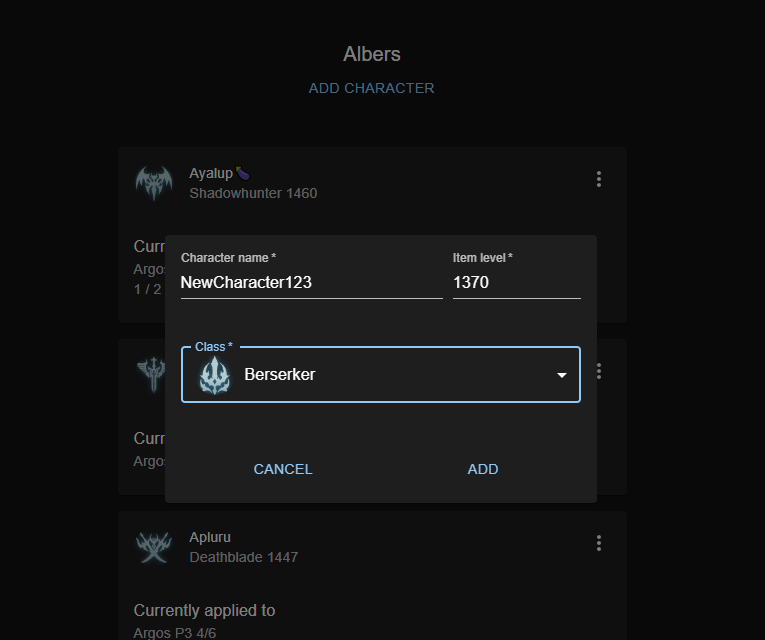 Albers
ADD CHARACTER
Ayalup🍆
Shadowhunter 1460
Curr
Argos
1 / 2
Character name *
Item level *
NewCharacter123
1370
Class *
Berserker
CANCEL
ADD
Curr
Argos
Apluru
Deathblade 1447
Currently applied to
Argos P3 4/6